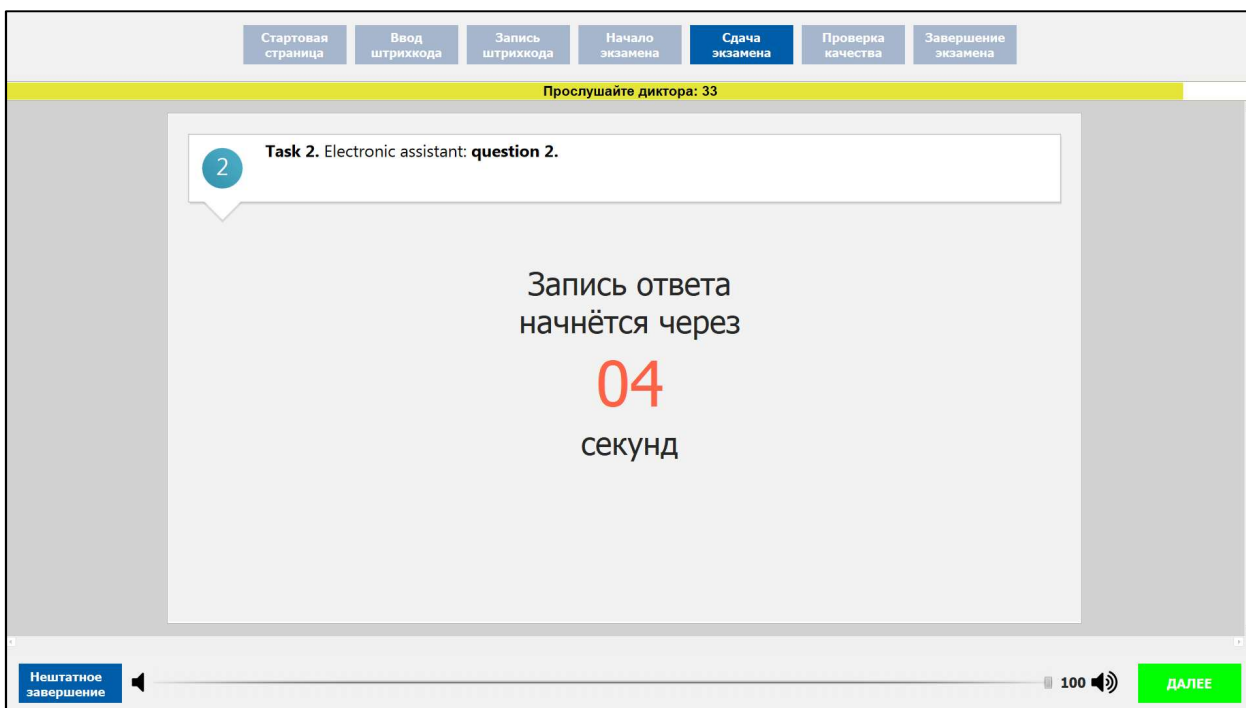 Стартовая страница
Ввод штрихкода
Запись штрихкода
Начало экзамена
Сдача экзамена
Проверка качества
Завершение экзамена
Прослушайте диктора: 33
2
Task 2. Electronic assistant: question 2.
Запись ответа
начнётся через
04
секунд
Нештатное
завершение
100
ДАЛЕЕ